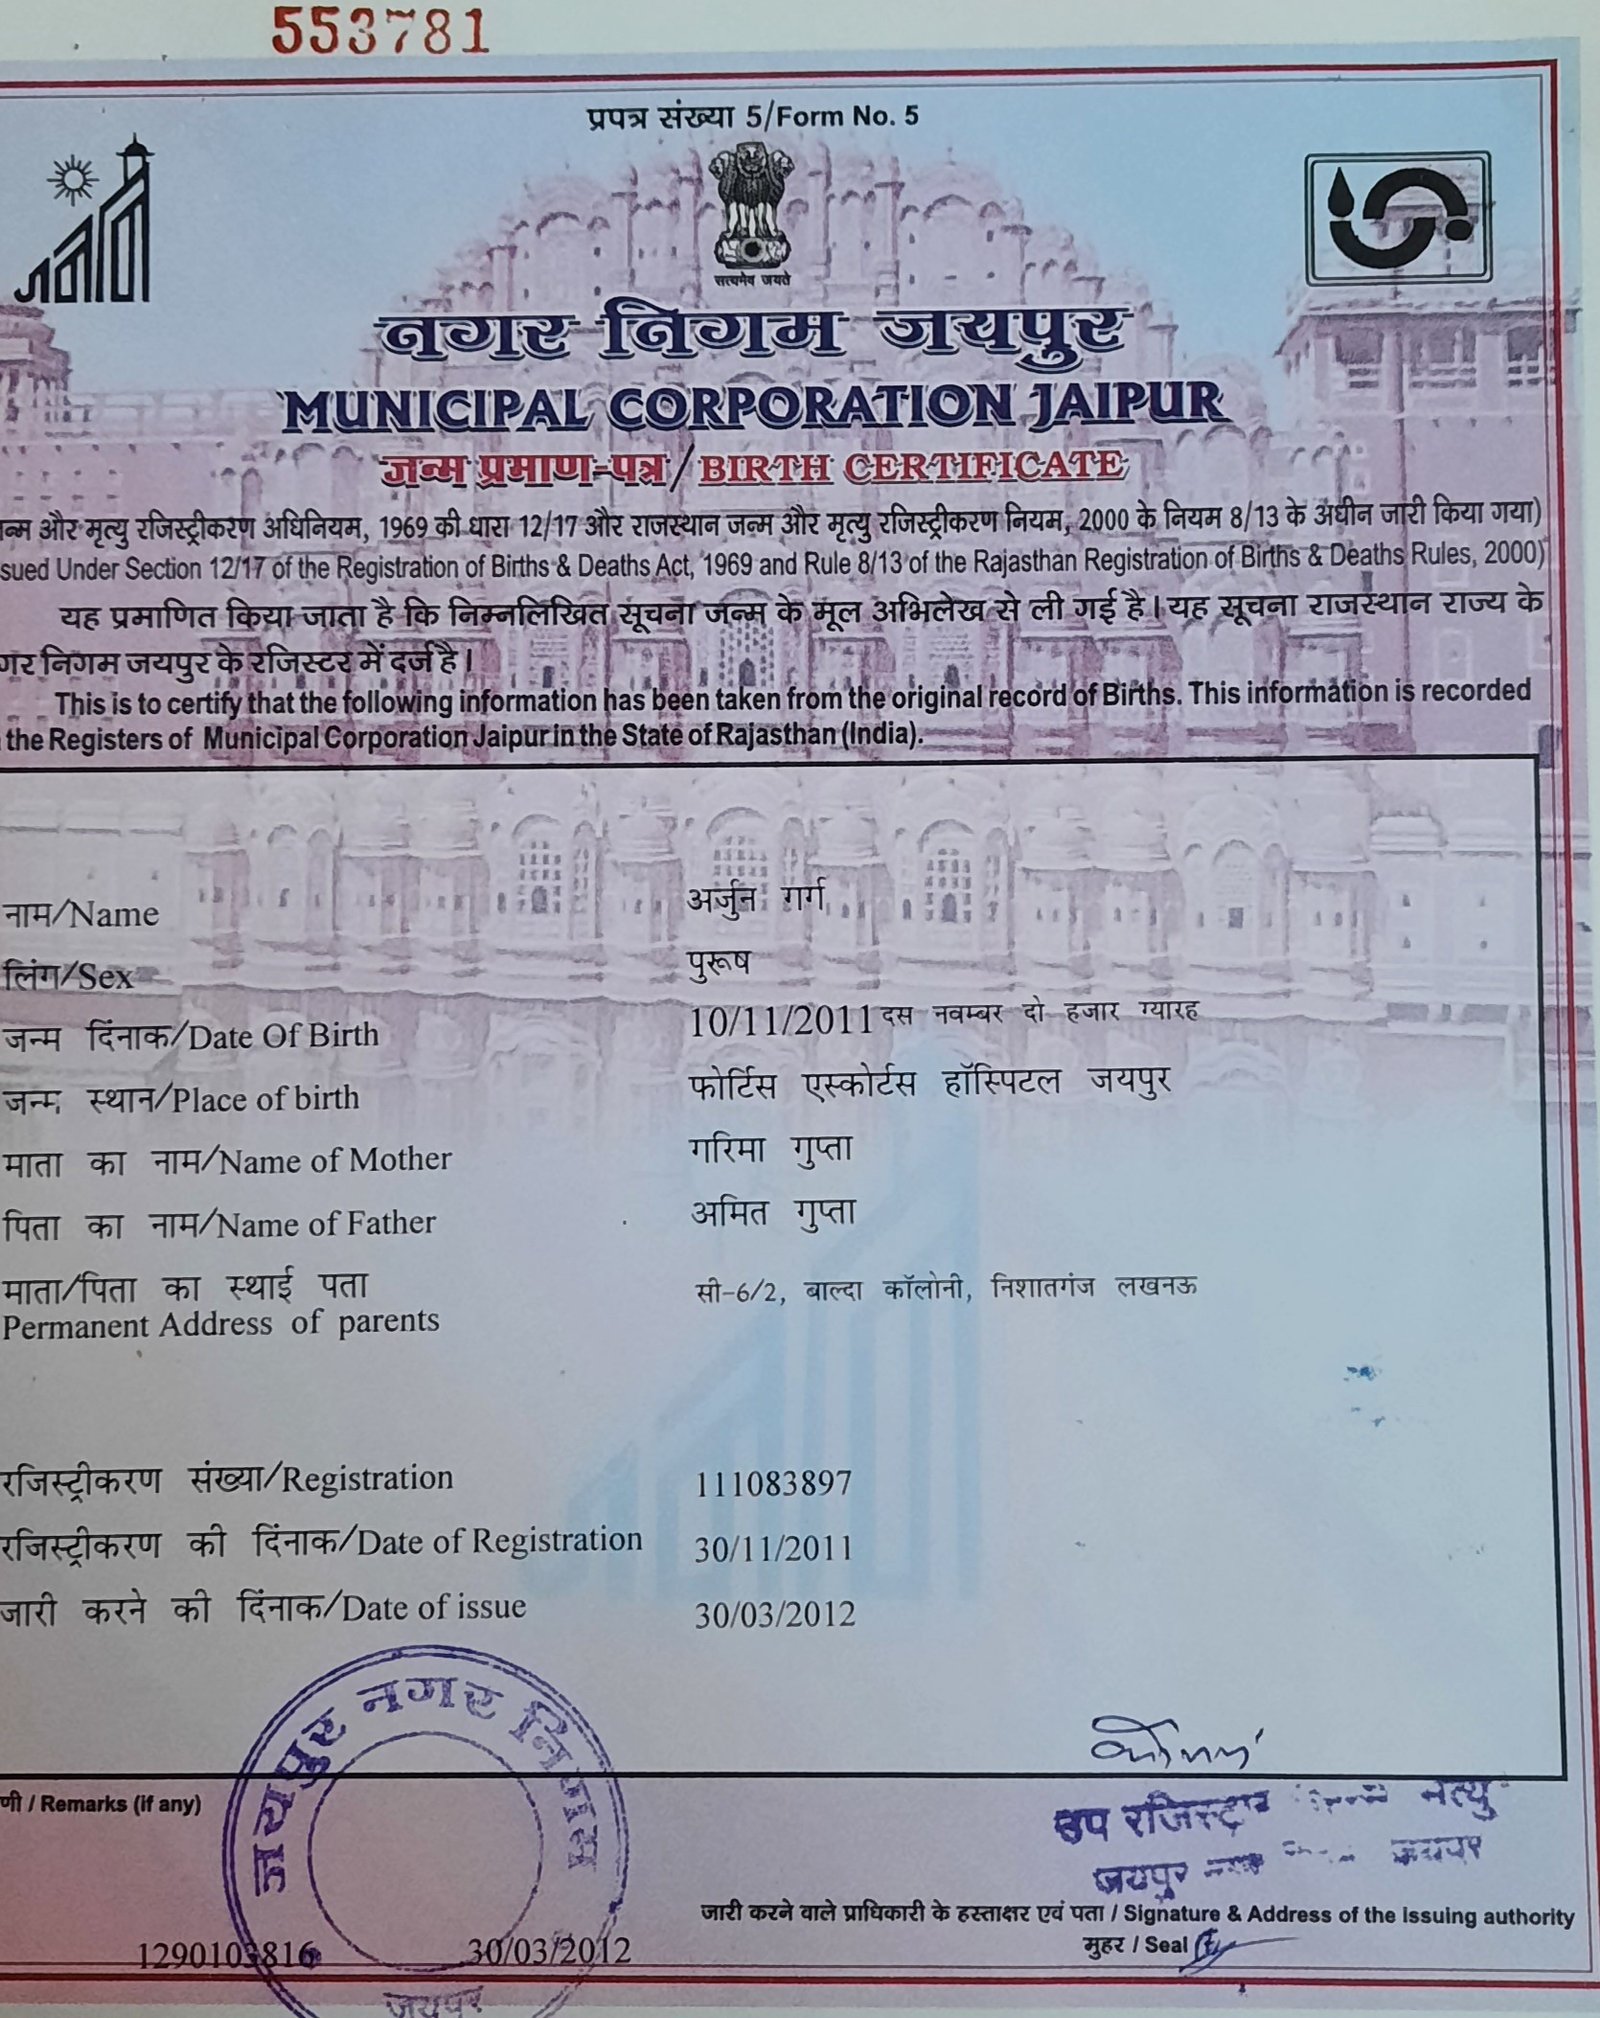 553781
प्रपत्र संख्या 5/Form No. 5
सत्यमेव जयते
नगर निगम जयपुर
MUNICIPAL CORPORATION JAIPUR
जन्म प्रमाण-पत्र/BIRTH CERTIFICATE
न्म और मृत्यु रजिस्ट्रीकरण अधिनियम, 1969 की धारा 12/17 और राजस्थान जन्म और मृत्यु रजिस्ट्रीकरण नियम, 2000 के नियम 8/13 के अधीन जारी किया गया)
sued Under Section 12/17 of the Registration of Births & Deaths Act, 1969 and Rule 8/13 of the Rajasthan Registration of Births & Deaths Rules, 2000)
यह प्रमाणित किया जाता है कि निम्नलिखित सूचना जन्म के मूल अभिलेख से ली गई है। यह सूचना राजस्थान राज्य के
गर निगम जयपुर के रजिस्टर में दर्ज है।
This is to certify that the following information has been taken from the original record of Births. This information is recorded
the Registers of Municipal Corporation Jaipur in the State of Rajasthan (India).
नाम/Name अर्जुन गर्ग
लिंग/Sex पुरूष
जन्म दिंनाक/Date Of Birth 10/11/2011 दस नवम्बर दो हजार ग्यारह
जन्म स्थान/Place of birth फोर्टिस एस्कोर्टस हॉस्पिटल जयपुर
माता का नाम/Name of Mother गरिमा गुप्ता
पिता का नाम/Name of Father अमित गुप्ता
माता/पिता का स्थाई पता सी-6/2, बाल्दा कॉलोनी, निशातगंज लखनऊ
Permanent Address of parents
रजिस्ट्रीकरण संख्या/Registration 111083897
रजिस्ट्रीकरण की दिंनाक/Date of Registration 30/11/2011
जारी करने की दिंनाक/Date of issue 30/03/2012
जयपुर नगर निगम
णी / Remarks (if any)
उप रजिस्ट्रार मृत्यु
जयपुर नगर जयपुर
जारी करने वाले प्राधिकारी के हस्ताक्षर एवं पता / Signature & Address of the issuing authority
मुहर / Seal
1290103816 30/03/2012
जयपुर